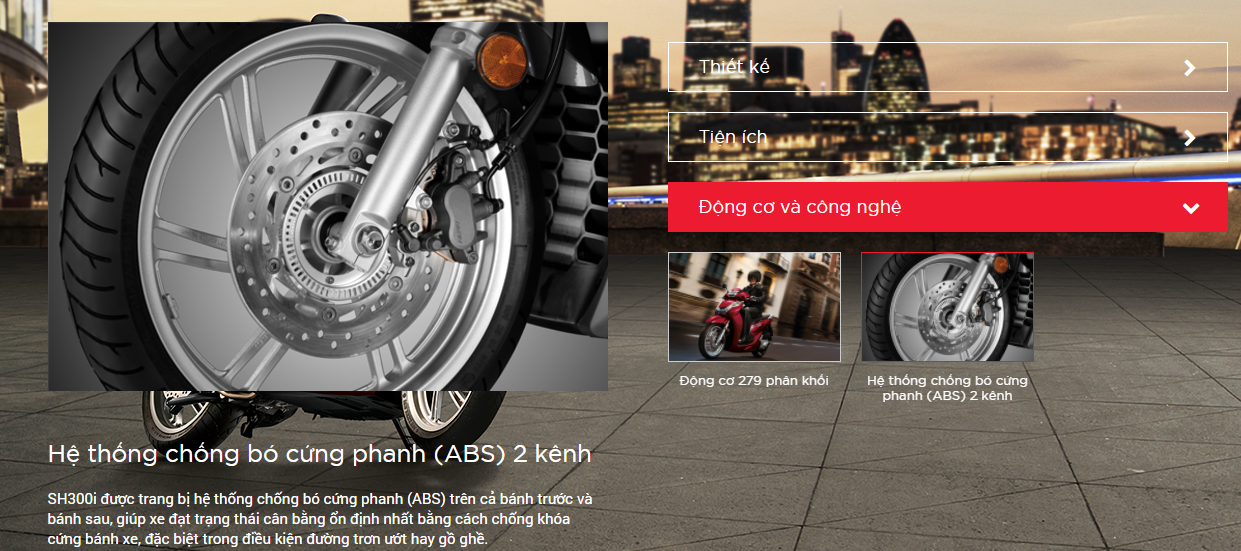 Thiết kế
Tiện ích
Động cơ và công nghệ
Động cơ 279 phân khối
Hệ thống chống bó cứng
phanh (ABS) 2 kênh
Hệ thống chống bó cứng phanh (ABS) 2 kênh
SH300i được trang bị hệ thống chống bó cứng phanh (ABS) trên cả bánh trước và
bánh sau, giúp xe đạt trạng thái cân bằng ổn định nhất bằng cách chống khóa
cứng bánh xe, đặc biệt trong điều kiện đường trơn ướt hay gồ ghề.